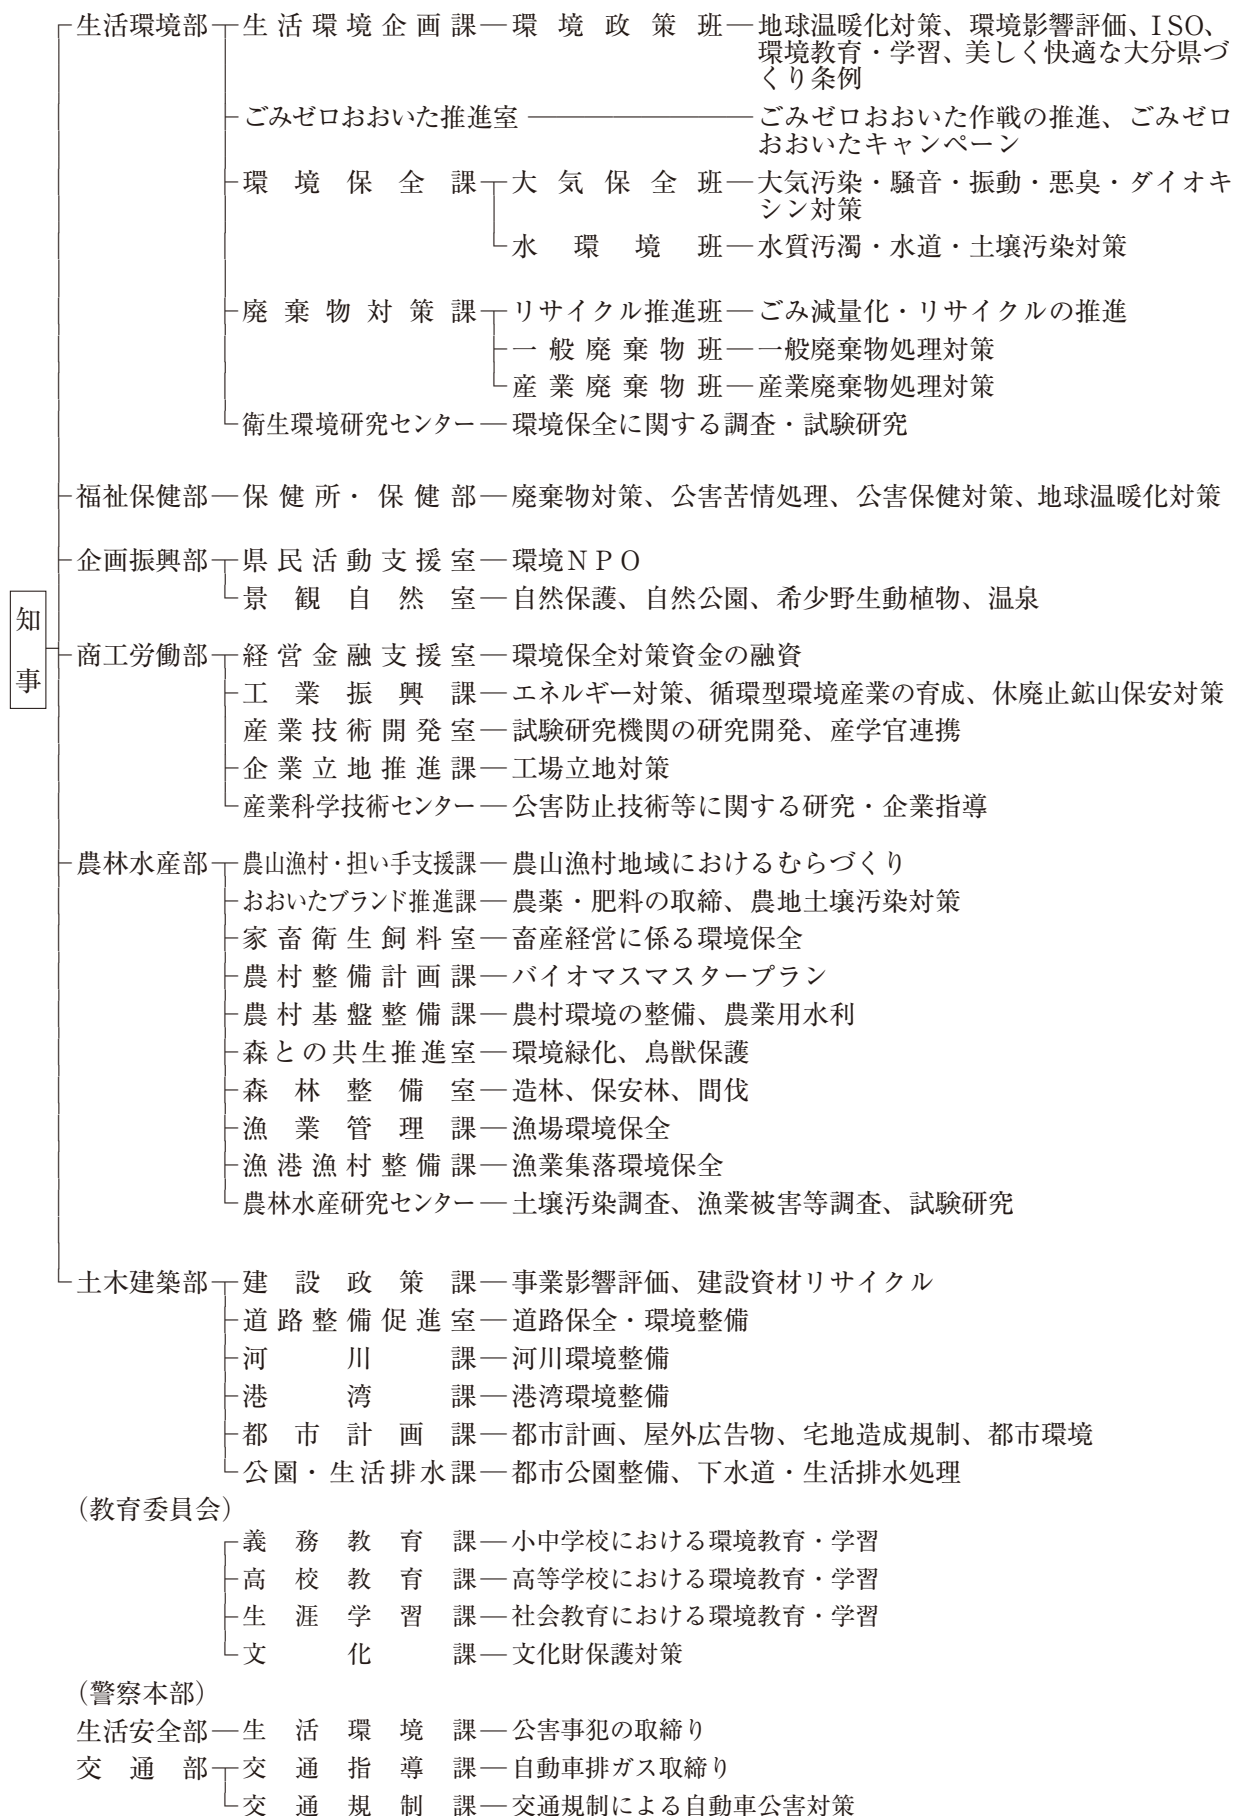 生活環境部 生活環境企画課 環境政策班 地球温暖化対策、環境影響評価、ISO、
環境教育・学習、美しく快適な大分県づ
くり条例
ごみゼロおおいた推進室 ごみゼロおおいた作戦の推進、ごみゼロ
おおいたキャンペーン
環境保全課 大気保全班 大気汚染・騒音・振動・悪臭・ダイオキ
シン対策
水環境班 水質汚濁・水道・土壌汚染対策
廃棄物対策課 リサイクル推進班 ごみ減量化・リサイクルの推進
一般廃棄物班 一般廃棄物処理対策
産業廃棄物班 産業廃棄物処理対策
衛生環境研究センター 環境保全に関する調査・試験研究
福祉保健部 保健所・保健部 廃棄物対策、公害苦情処理、公害保健対策、地球温暖化対策
企画振興部 県民活動支援室 環境NPO
景観自然室 自然保護、自然公園、希少野生動植物、温泉
知事
商工労働部 経営金融支援室 環境保全対策資金の融資
工業振興課 エネルギー対策、循環型環境産業の育成、休廃止鉱山保安対策
産業技術開発室 試験研究機関の研究開発、産学官連携
企業立地推進課 工場立地対策
産業科学技術センター 公害防止技術等に関する研究・企業指導
農林水産部 農山漁村・担い手支援課 農山漁村地域におけるむらづくり
おおいたブランド推進課 農薬・肥料の取締、農地土壌汚染対策
家畜衛生飼料室 畜産経営に係る環境保全
農村整備計画課 バイオマスマスタープラン
農村基盤整備課 農村環境の整備、農業用水利
森との共生推進室 環境緑化、鳥獣保護
森林整備室 造林、保安林、間伐
漁業管理課 漁場環境保全
漁港漁村整備課 漁業集落環境保全
農林水産研究センター 土壌汚染調査、漁業被害等調査、試験研究
土木建築部 建設政策課 事業影響評価、建設資材リサイクル
道路整備促進室 道路保全・環境整備
河川課 河川環境整備
港湾課 港湾環境整備
都市計画課 都市計画、屋外広告物、宅地造成規制、都市環境
公園・生活排水課 都市公園整備、下水道・生活排水処理
(教育委員会)
義務教育課 小中学校における環境教育・学習
高校教育課 高等学校における環境教育・学習
生涯学習課 社会教育における環境教育・学習
文化課 文化財保護対策
(警察本部)
生活安全部 生活環境課 公害事犯の取締り
交通部 交通指導課 自動車排ガス取締り
交通規制課 交通規制による自動車公害対策